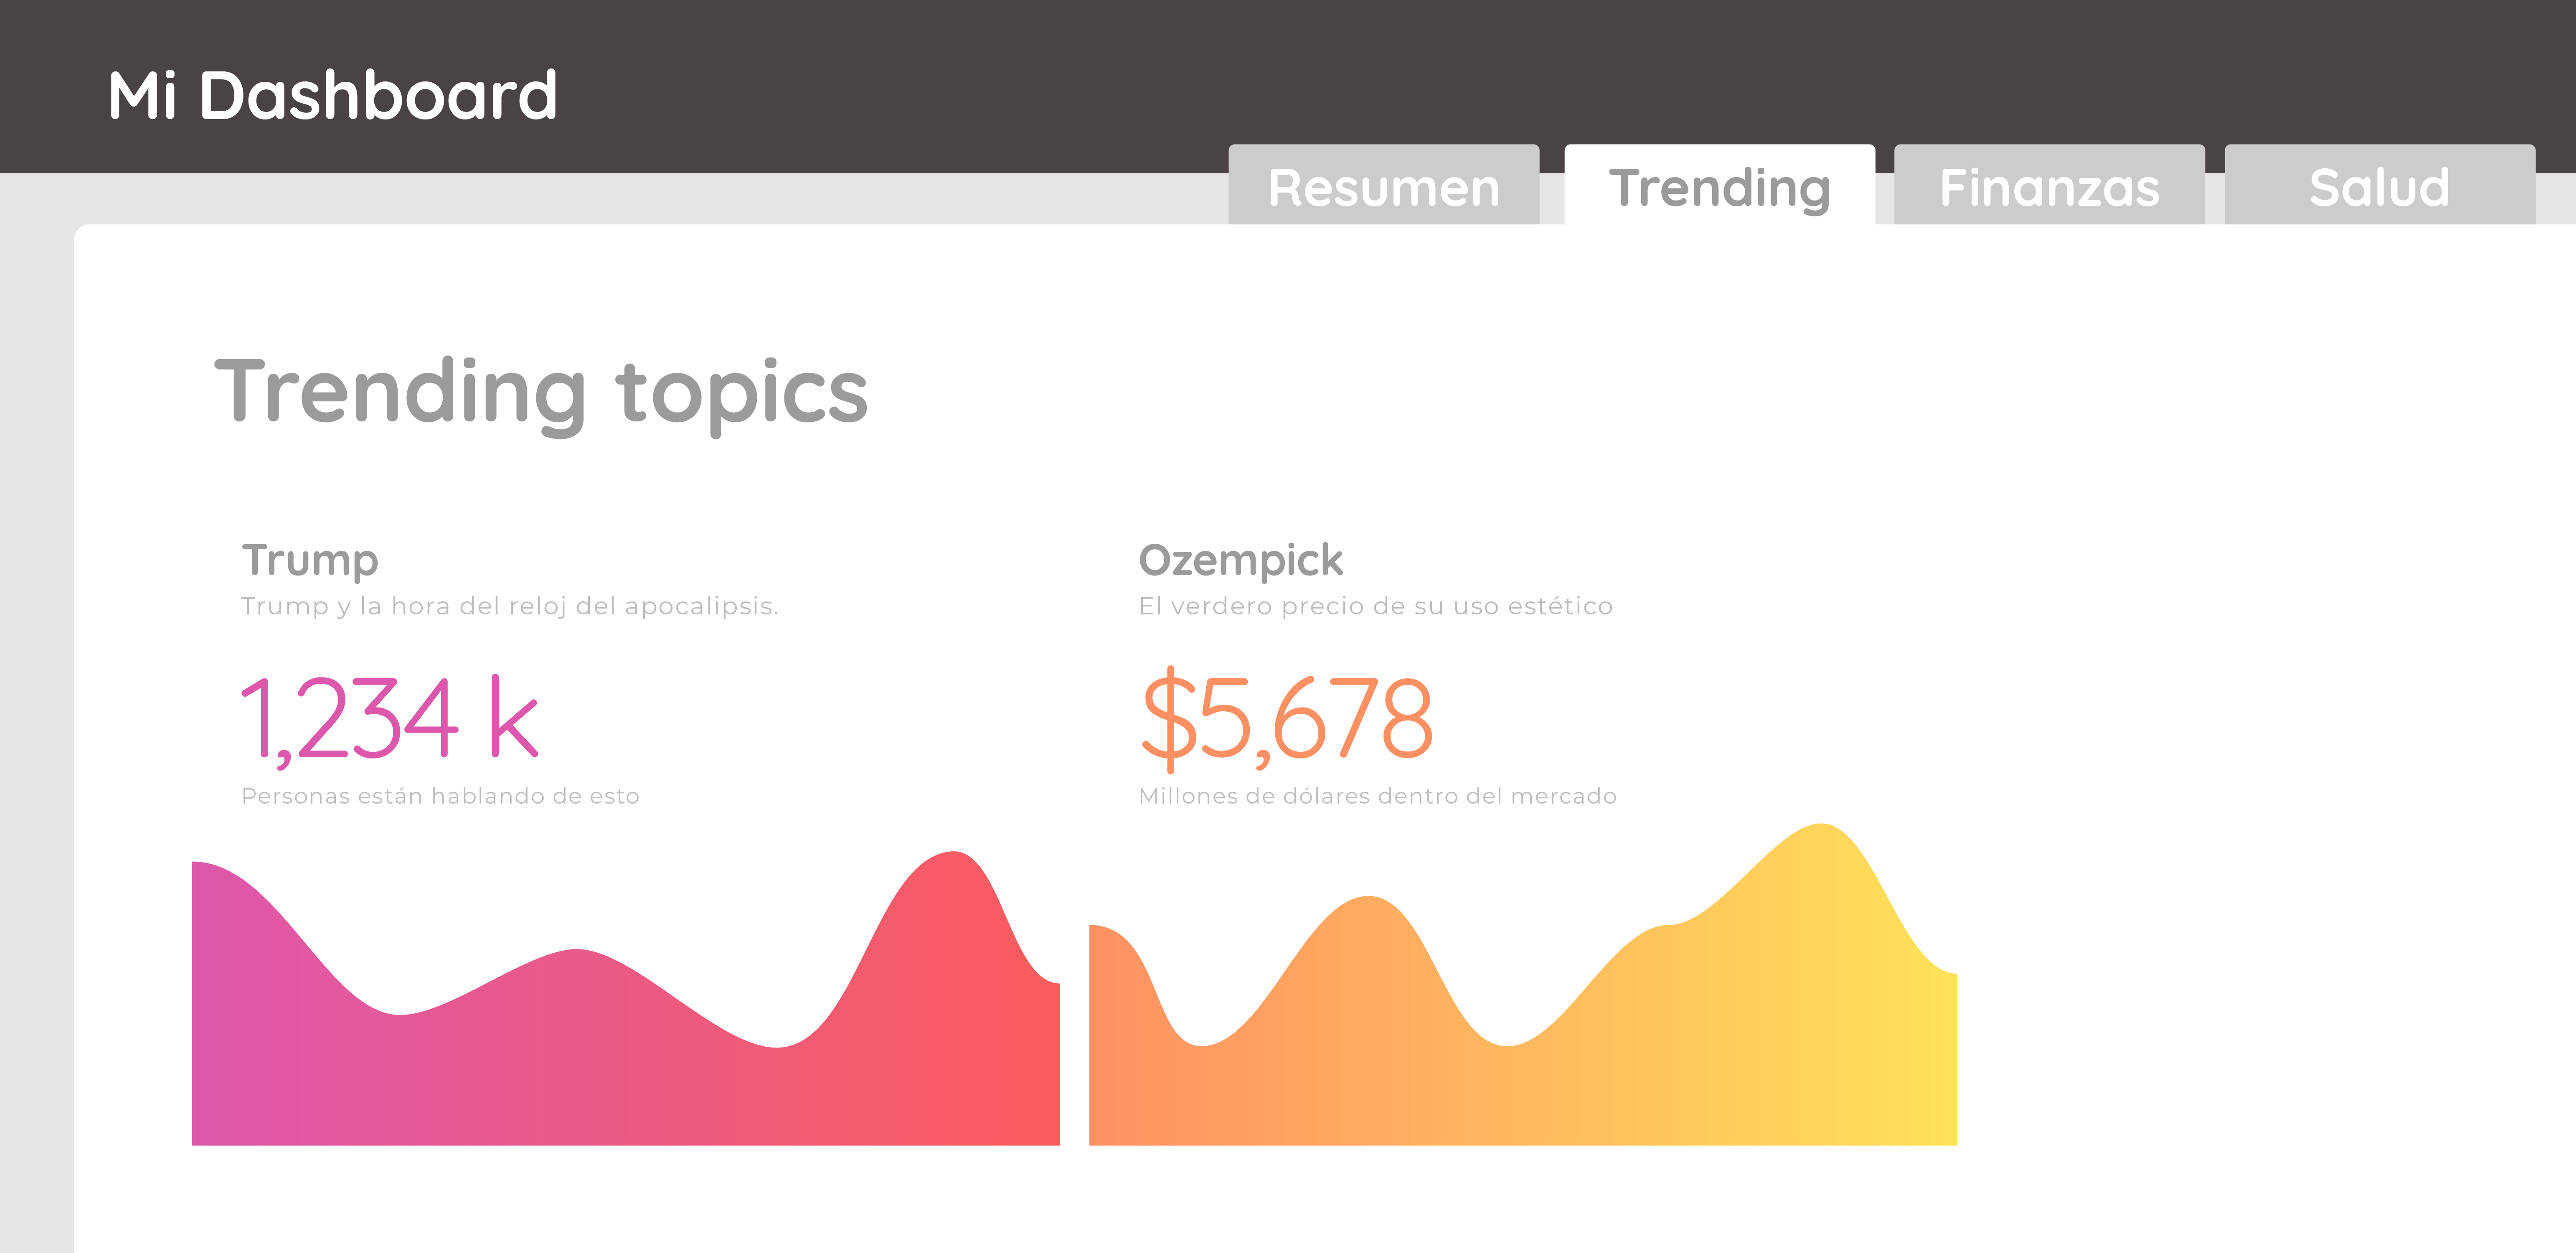 Mi Dashboard
Resumen
Trending
Finanzas
Salud
Trending topics
Trump
Trump y la hora del reloj del apocalipsis.
1,234 k
Personas están hablando de esto
Ozempick
El verdero precio de su uso estético
$5,678
Millones de dólares dentro del mercado